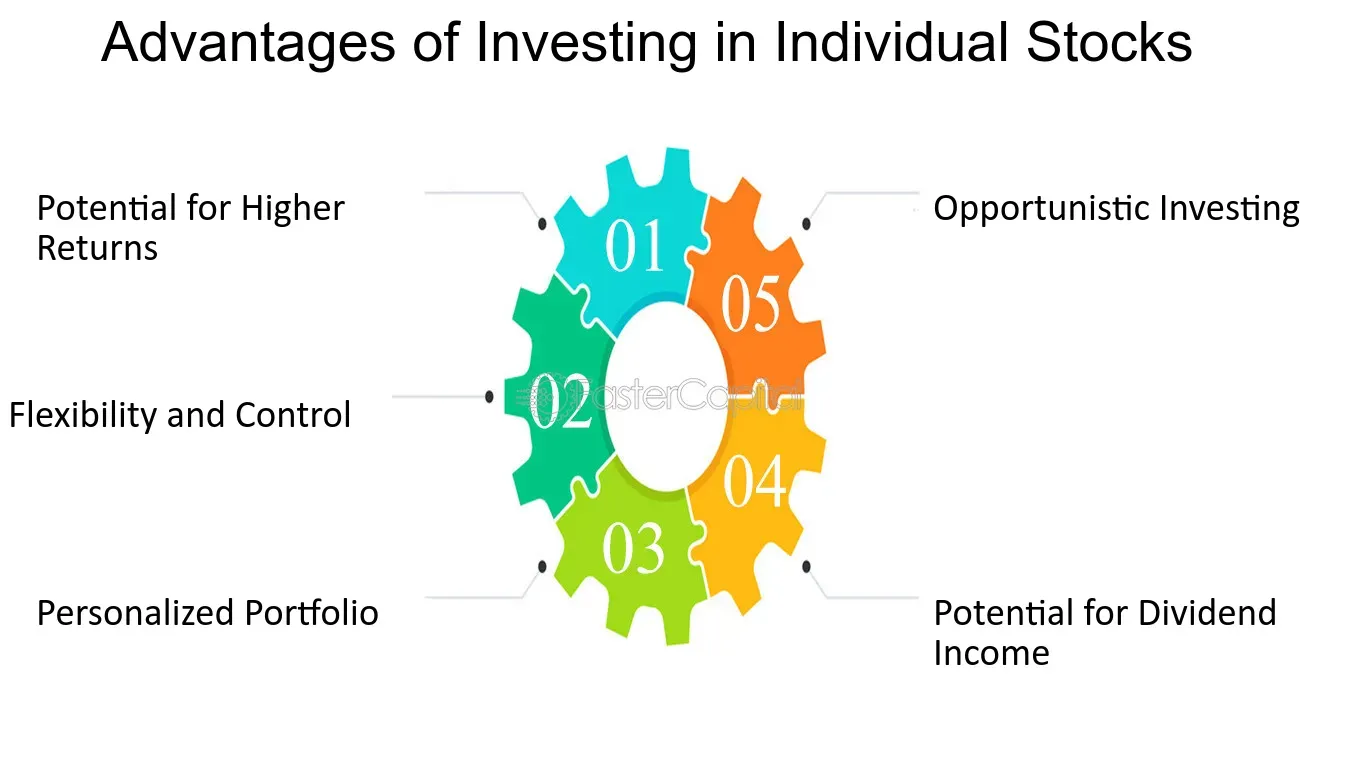 Advantages of Investing in Individual Stocks
Potential for Higher
Returns
01
Opportunistic Investing
05
Flexibility and Control
02
FasterCapital
04
Personalized Portfolio
03
Potential for Dividend
Income